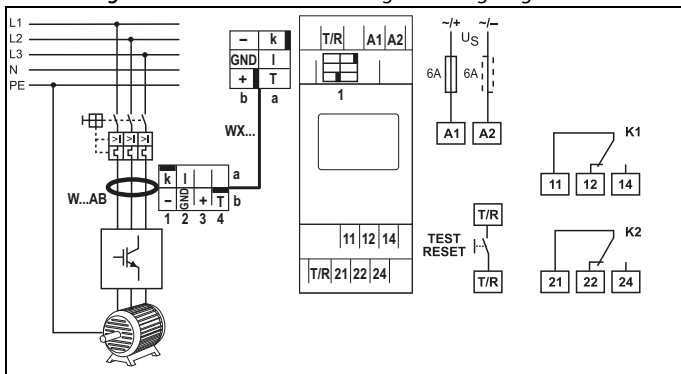 L1
L2
L3
N
PE
– k
GND l
+ T
b a
WX...
>I >I >I
W...AB
k l a
– GND + T b
1 2 3 4
T/R A1 A2
1
11 12 14
T/R 21 22 24
~/+ ~/–
US
6A 6A
A1 A2
T/R
TEST
RESET
T/R
K1
11 12 14
K2
21 22 24